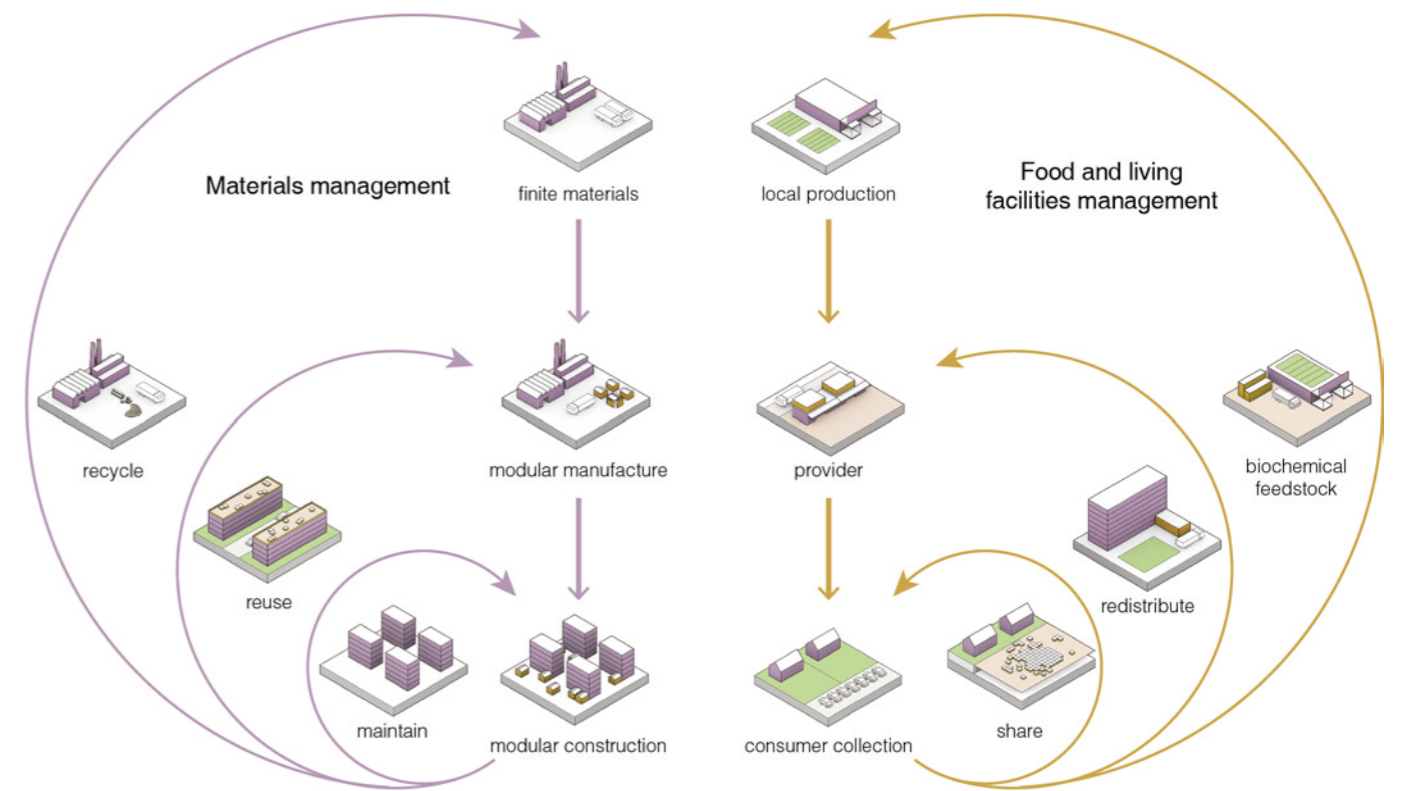 Materials management
finite materials
local production
Food and living
facilities management
recycle
modular manufacture
provider
biochemical
feedstock
reuse
redistribute
maintain
modular construction
consumer collection
share